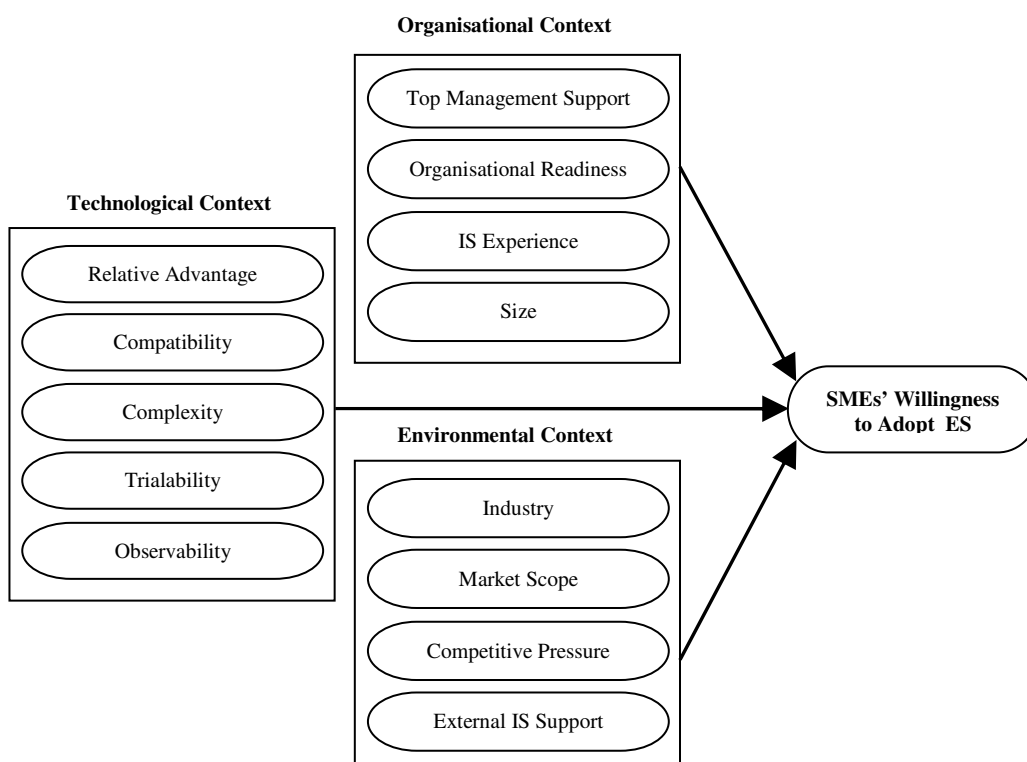 Organisational Context
Top Management Support
Organisational Readiness
IS Experience
Size
Technological Context
Relative Advantage
Compatibility
Complexity
Trialability
Observability
Environmental Context
Industry
Market Scope
Competitive Pressure
External IS Support
SMEs’ Willingness
to Adopt ES